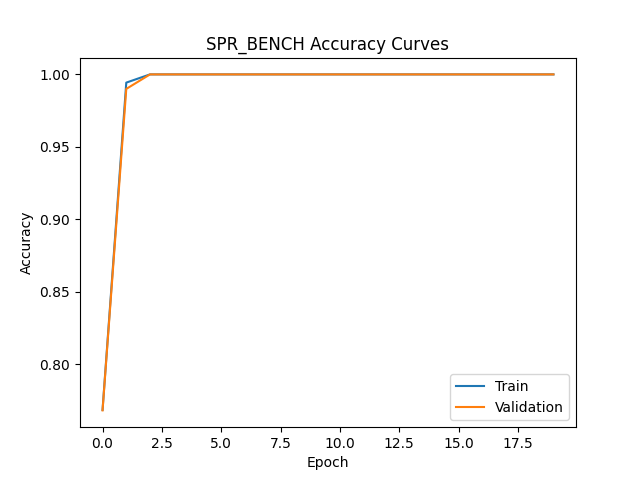 SPR_BENCH Accuracy Curves
1.00
0.95
0.90
0.85
0.80
Accuracy
0.0 2.5 5.0 7.5 10.0 12.5 15.0 17.5
Epoch
Train
Validation